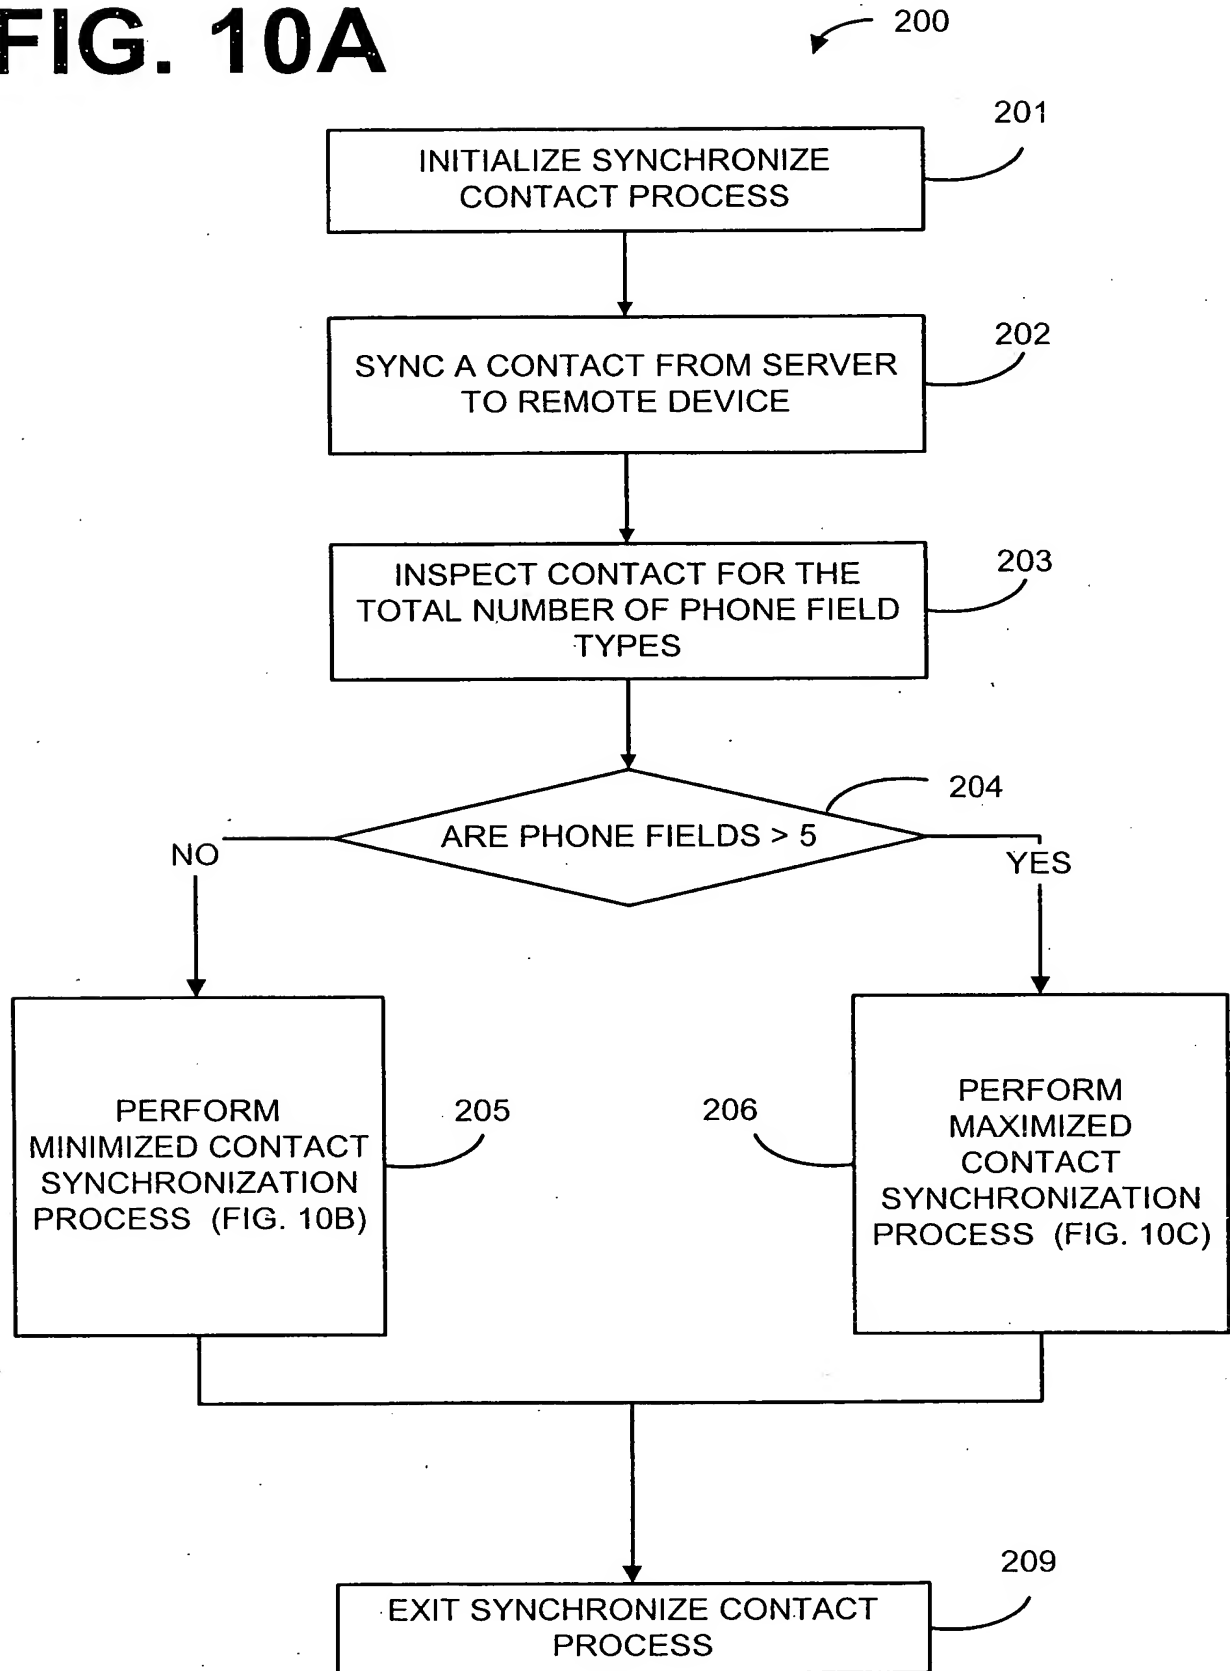 FIG. 10A
200
201
INITIALIZE SYNCHRONIZE
CONTACT PROCESS
202
SYNC A CONTACT FROM SERVER
TO REMOTE DEVICE
203
INSPECT CONTACT FOR THE
TOTAL NUMBER OF PHONE FIELD
TYPES
204
ARE PHONE FIELDS > 5
NO
YES
205
PERFORM
MINIMIZED CONTACT
SYNCHRONIZATION
PROCESS (FIG. 10B)
206
PERFORM
MAXIMIZED
CONTACT
SYNCHRONIZATION
PROCESS (FIG. 10C)
209
EXIT SYNCHRONIZE CONTACT
PROCESS